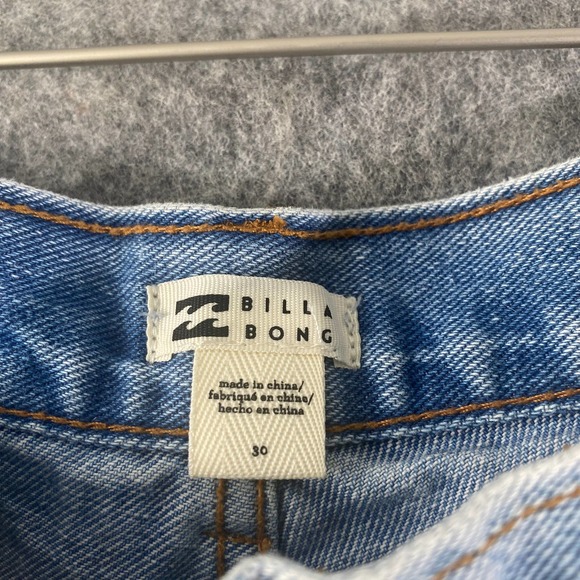 BILLA
BONG
made in china/
fabriqué en chine/
hecho en china
30